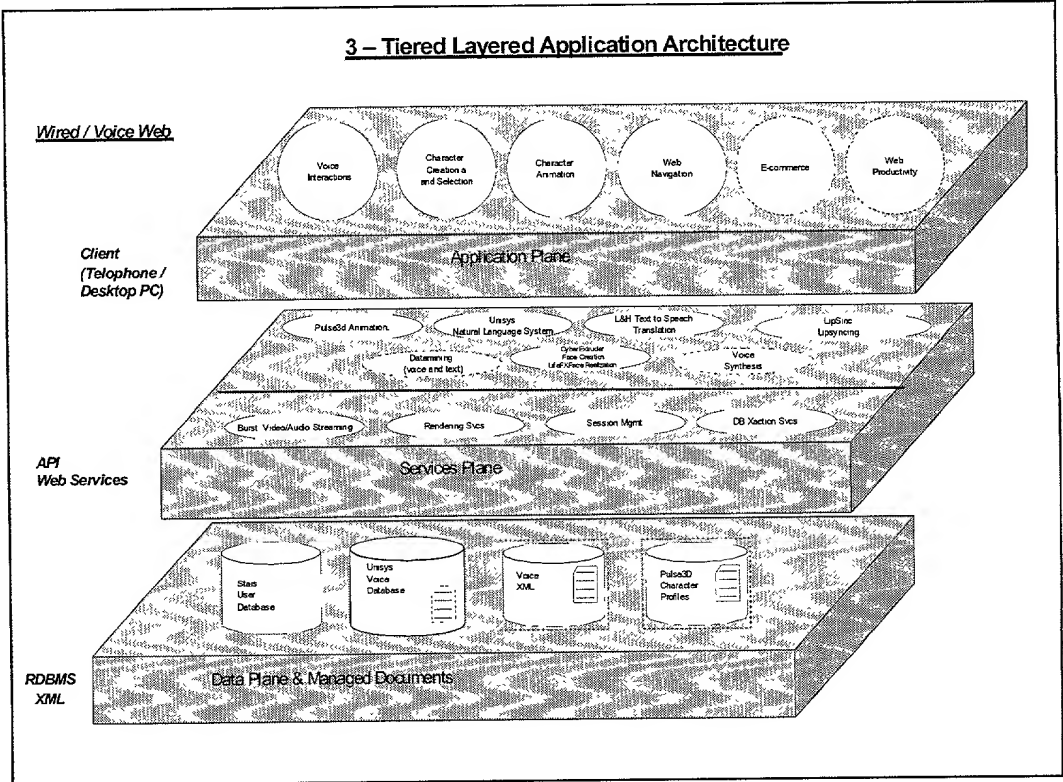 3 – Tiered Layered Application Architecture
Wired / Voice Web
Voice
Interactions
Character
Creation a
and Selection
Character
Animation
Web
Navigation
E-commerce
Web
Productivity
Client
(Telephone /
Desktop PC)
Application Plane
Pulse3d Animation.
Unisys
Natural Language System
L&H Text to Speech
Translation
LipSinc
Lipsyncing
Datamining
(voice and text)
CyberExtruder
Face Creation
LifeFXFace Realization
Voice
Synthesis
Burst Video/Audio Streaming
Rendering Svcs
Session Mgmt
DB Xaction Svcs
API
Web Services
Services Plane
Stars
User
Database
Unisys
Voice
Database
Voice
XML
Pulse3D
Character
Profiles
RDBMS
XML
Data Plane & Managed Documents